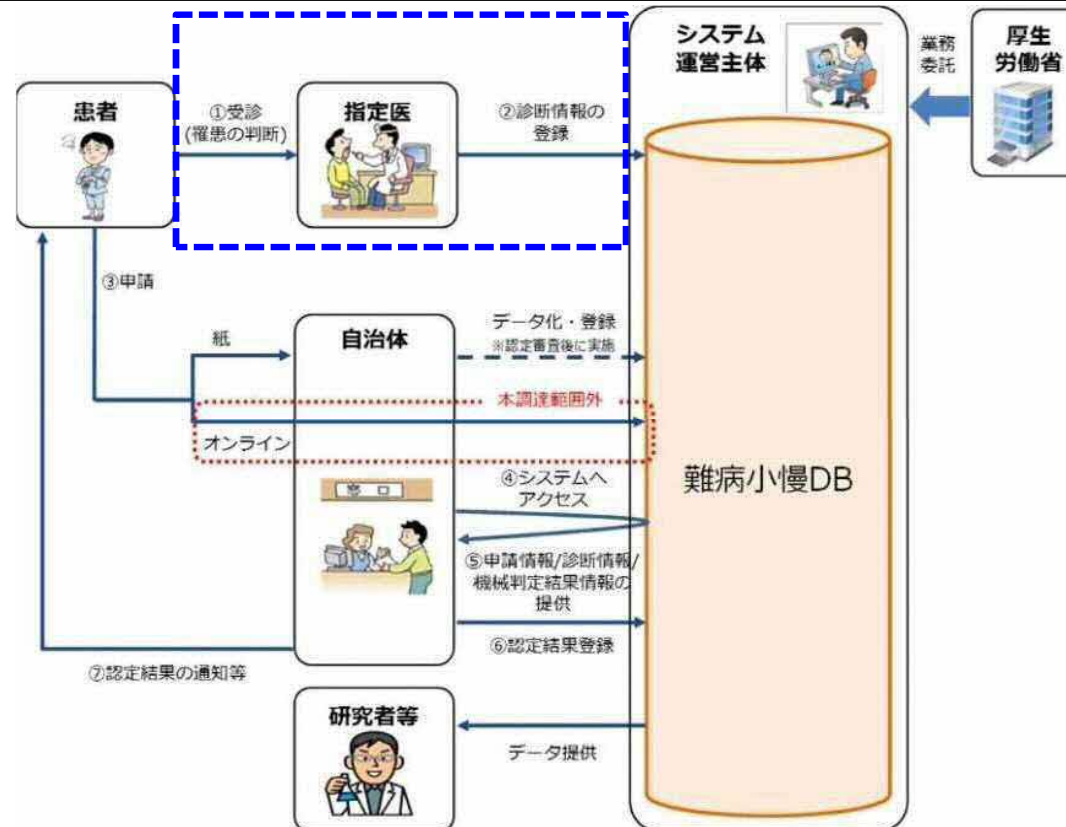 患者
①受診
(罹患の判断)
指定医
②診断情報の
登録
システム
運営主体
業務
委託
厚生
労働省
③申請
紙
自治体
データ化・登録
※認定審査後に実施
本調達範囲外
オンライン
窓口
④システムへ
アクセス
難病小慢DB
⑤申請情報/診断情報/
機械判定結果情報の
提供
⑥認定結果登録
⑦認定結果の通知等
研究者等
データ提供